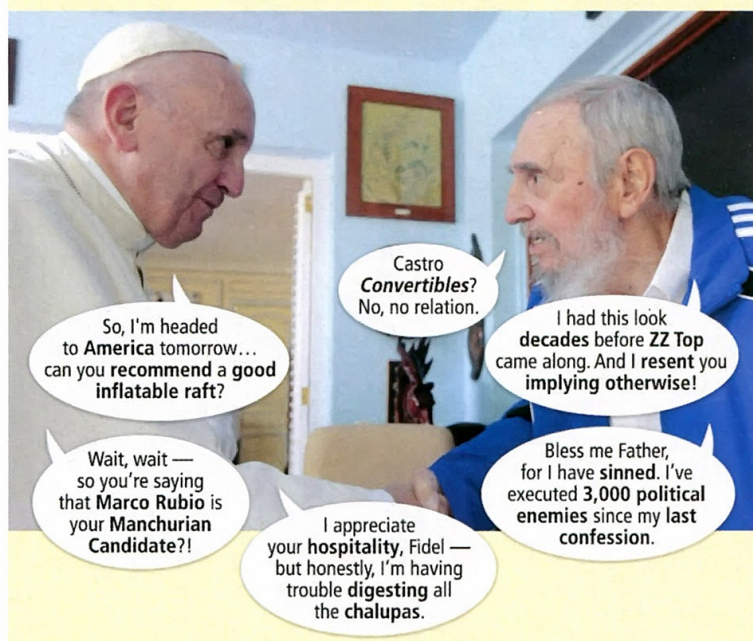 Castro
Convertibles?
No, no relation.
So, I'm headed
to America tomorrow…
can you recommend a good
inflatable raft?
I had this look
decades before ZZ Top
came along. And I resent you
implying otherwise!
Wait, wait —
so you're saying
that Marco Rubio is
your Manchurian
Candidate?!
Bless me Father,
for I have sinned. I've
executed 3,000 political
enemies since my last
confession.
I appreciate
your hospitality, Fidel —
but honestly, I'm having
trouble digesting all
the chalupas.